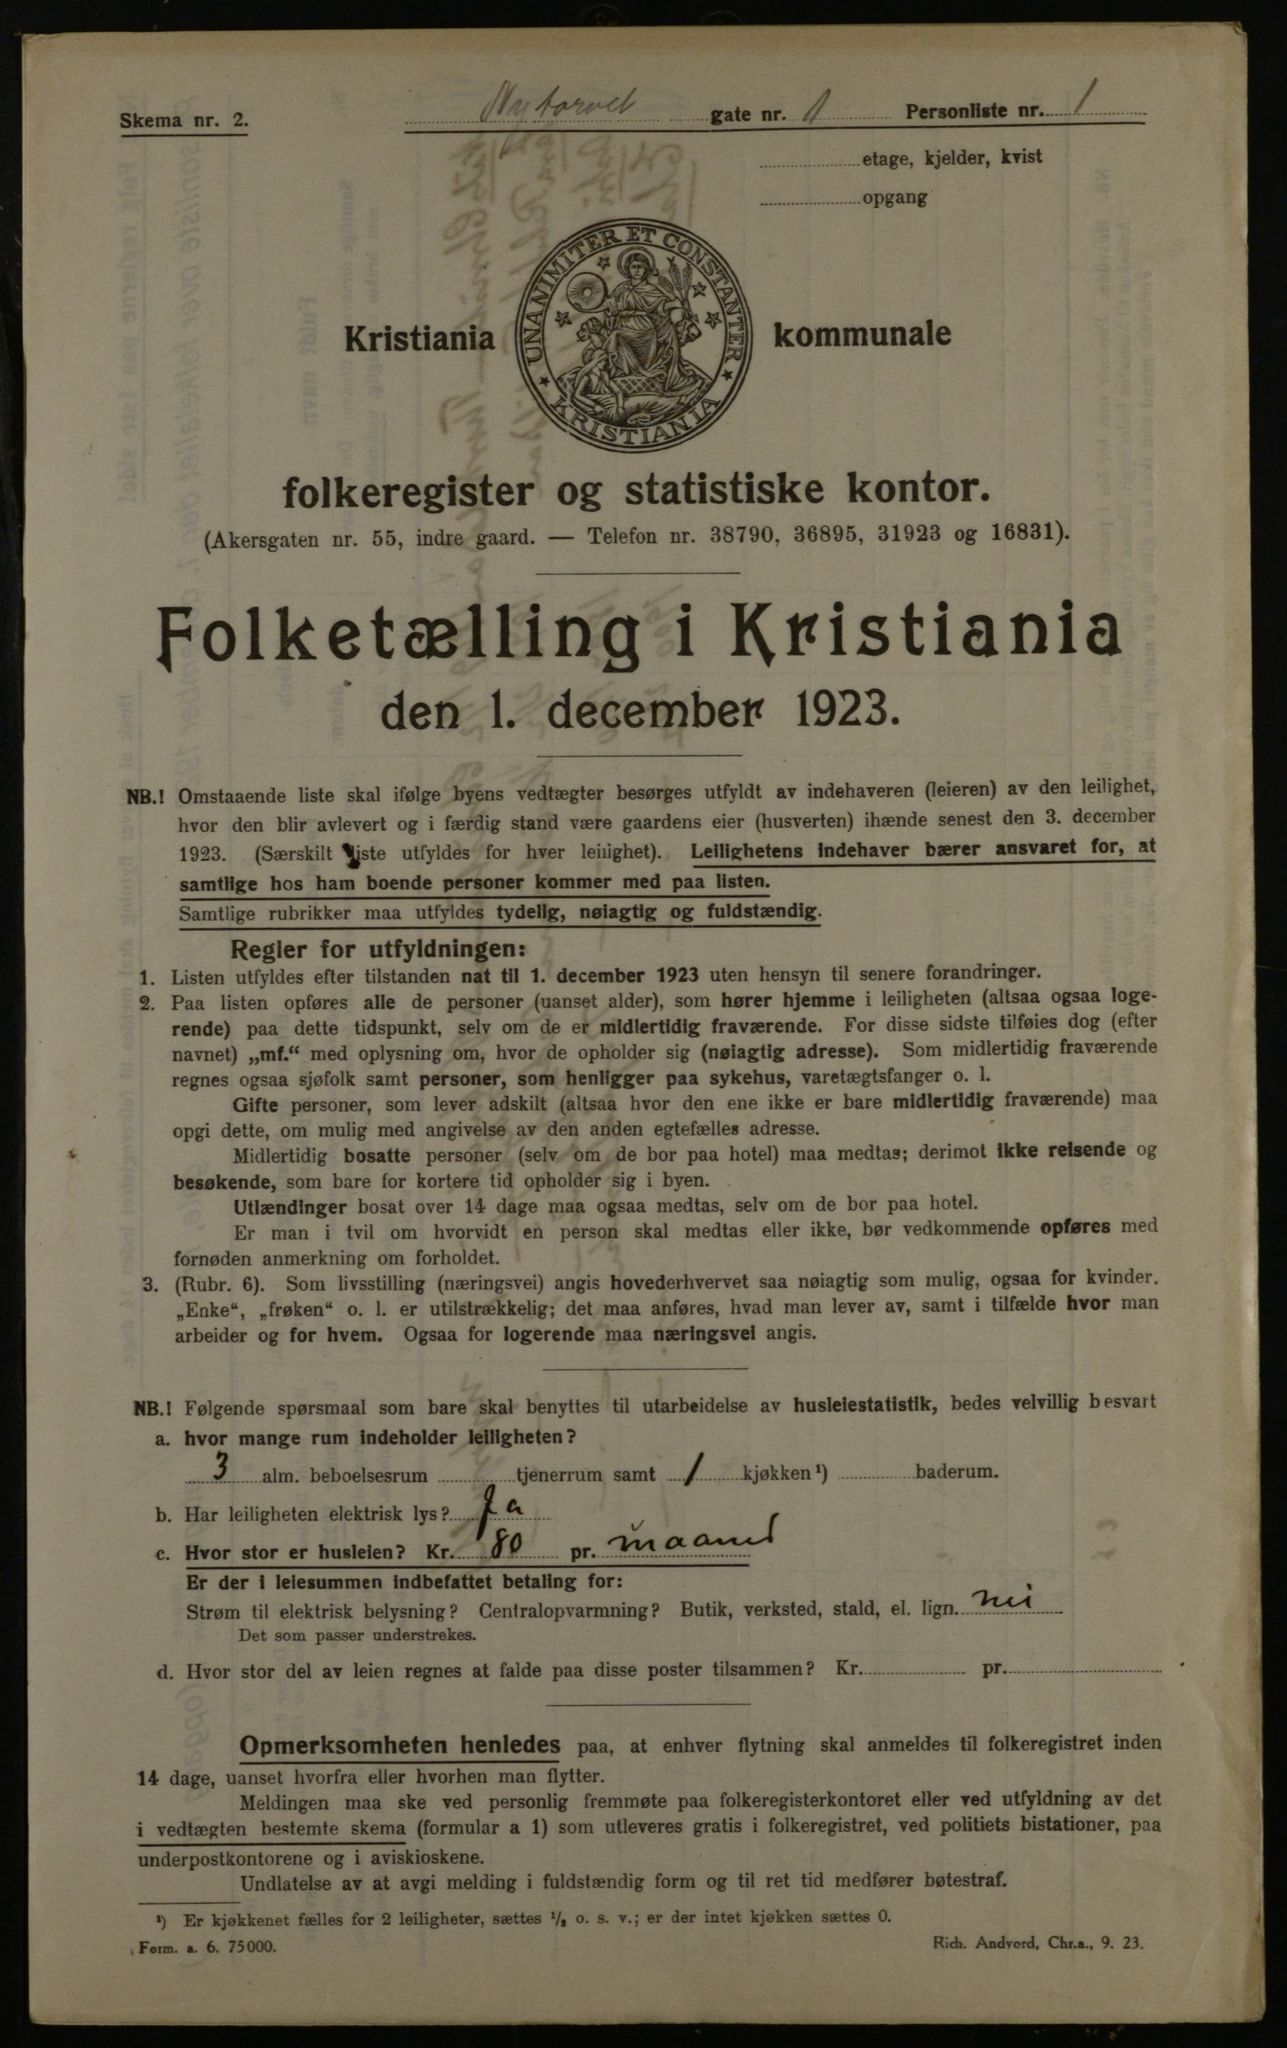 Skema nr. 2.
Nytorvet gate nr. 1 Personliste nr. 1
etage, kjelder, kvist
opgang
UNANIMITER ET CONSTANTER
KRISTIANIA
Kristiania kommunale
folkeregister og statistiske kontor.
(Akersgaten nr. 55, indre gaard. — Telefon nr. 38790, 36895, 31923 og 16831).
Folketælling i Kristiania
den 1. december 1923.
NB.! Omstaaende liste skal ifølge byens vedtægter besørges utfyldt av indehaveren (leieren) av den leilighet,
hvor den blir avlevert og i færdig stand være gaardens eier (husverten) ihænde senest den 3. december
1923. (Særskilt liste utfyldes for hver leilighet). Leilighetens indehaver bærer ansvaret for, at
samtlige hos ham boende personer kommer med paa listen.
Samtlige rubrikker maa utfyldes tydelig, nøiagtig og fuldstændig.
Regler for utfyldningen:
1. Listen utfyldes efter tilstanden nat til 1. december 1923 uten hensyn til senere forandringer.
2. Paa listen opføres alle de personer (uanset alder), som hører hjemme i leiligheten (altsaa ogsaa loge-
rende) paa dette tidspunkt, selv om de er midlertidig fraværende. For disse sidste tilføies dog (efter
navnet) „mf.“ med oplysning om, hvor de opholder sig (nøiagtig adresse). Som midlertidig fraværende
regnes ogsaa sjøfolk samt personer, som henligger paa sykehus, varetægtsfanger o. l.
Gifte personer, som lever adskilt (altsaa hvor den ene ikke er bare midlertidig fraværende) maa
opgi dette, om mulig med angivelse av den anden egtefælles adresse.
Midlertidig bosatte personer (selv om de bor paa hotel) maa medtas; derimot ikke reisende og
besøkende, som bare for kortere tid opholder sig i byen.
Utlændinger bosat over 14 dage maa ogsaa medtas, selv om de bor paa hotel.
Er man i tvil om hvorvidt en person skal medtas eller ikke, bør vedkommende opføres med
fornøden anmerkning om forholdet.
3. (Rubr. 6). Som livsstilling (næringsvei) angis hovederhvervet saa nøiagtig som mulig, ogsaa for kvinder.
„Enke“, „frøken“ o. l. er utilstrækkelig; det maa anføres, hvad man lever av, samt i tilfælde hvor man
arbeider og for hvem. Ogsaa for logerende maa næringsvei angis.
NB.! Følgende spørsmaal som bare skal benyttes til utarbeidelse av husleiestatistik, bedes velvillig besvart
a. hvor mange rum indeholder leiligheten?
3 alm. beboelsesrum tjenerrum samt 1 kjøkken ¹) baderum.
b. Har leiligheten elektrisk lys? Ja
c. Hvor stor er husleien? Kr. 80 pr. maaned
Er der i leiesummen indbefattet betaling for:
Strøm til elektrisk belysning? Centralopvarmning? Butik, verksted, stald, el. lign. nei
Det som passer understrekes.
d. Hvor stor del av leien regnes at falde paa disse poster tilsammen? Kr. pr.
Opmerksomheten henledes paa, at enhver flytning skal anmeldes til folkeregistret inden
14 dage, uanset hvorfra eller hvorhen man flytter.
Meldingen maa ske ved personlig fremmøte paa folkeregisterkontoret eller ved utfyldning av det
i vedtægten bestemte skema (formular a 1) som utleveres gratis i folkeregistret, ved politiets bistationer, paa
underpostkontorene og i aviskioskene.
Undlatelse av at avgi melding i fuldstændig form og til ret tid medfører bøtestraf.
¹) Er kjøkkenet fælles for 2 leiligheter, sættes ½ o. s. v.; er der intet kjøkken sættes 0.
Form. a. 6. 75000. Rich. Andvord, Chr.a., 9. 23.